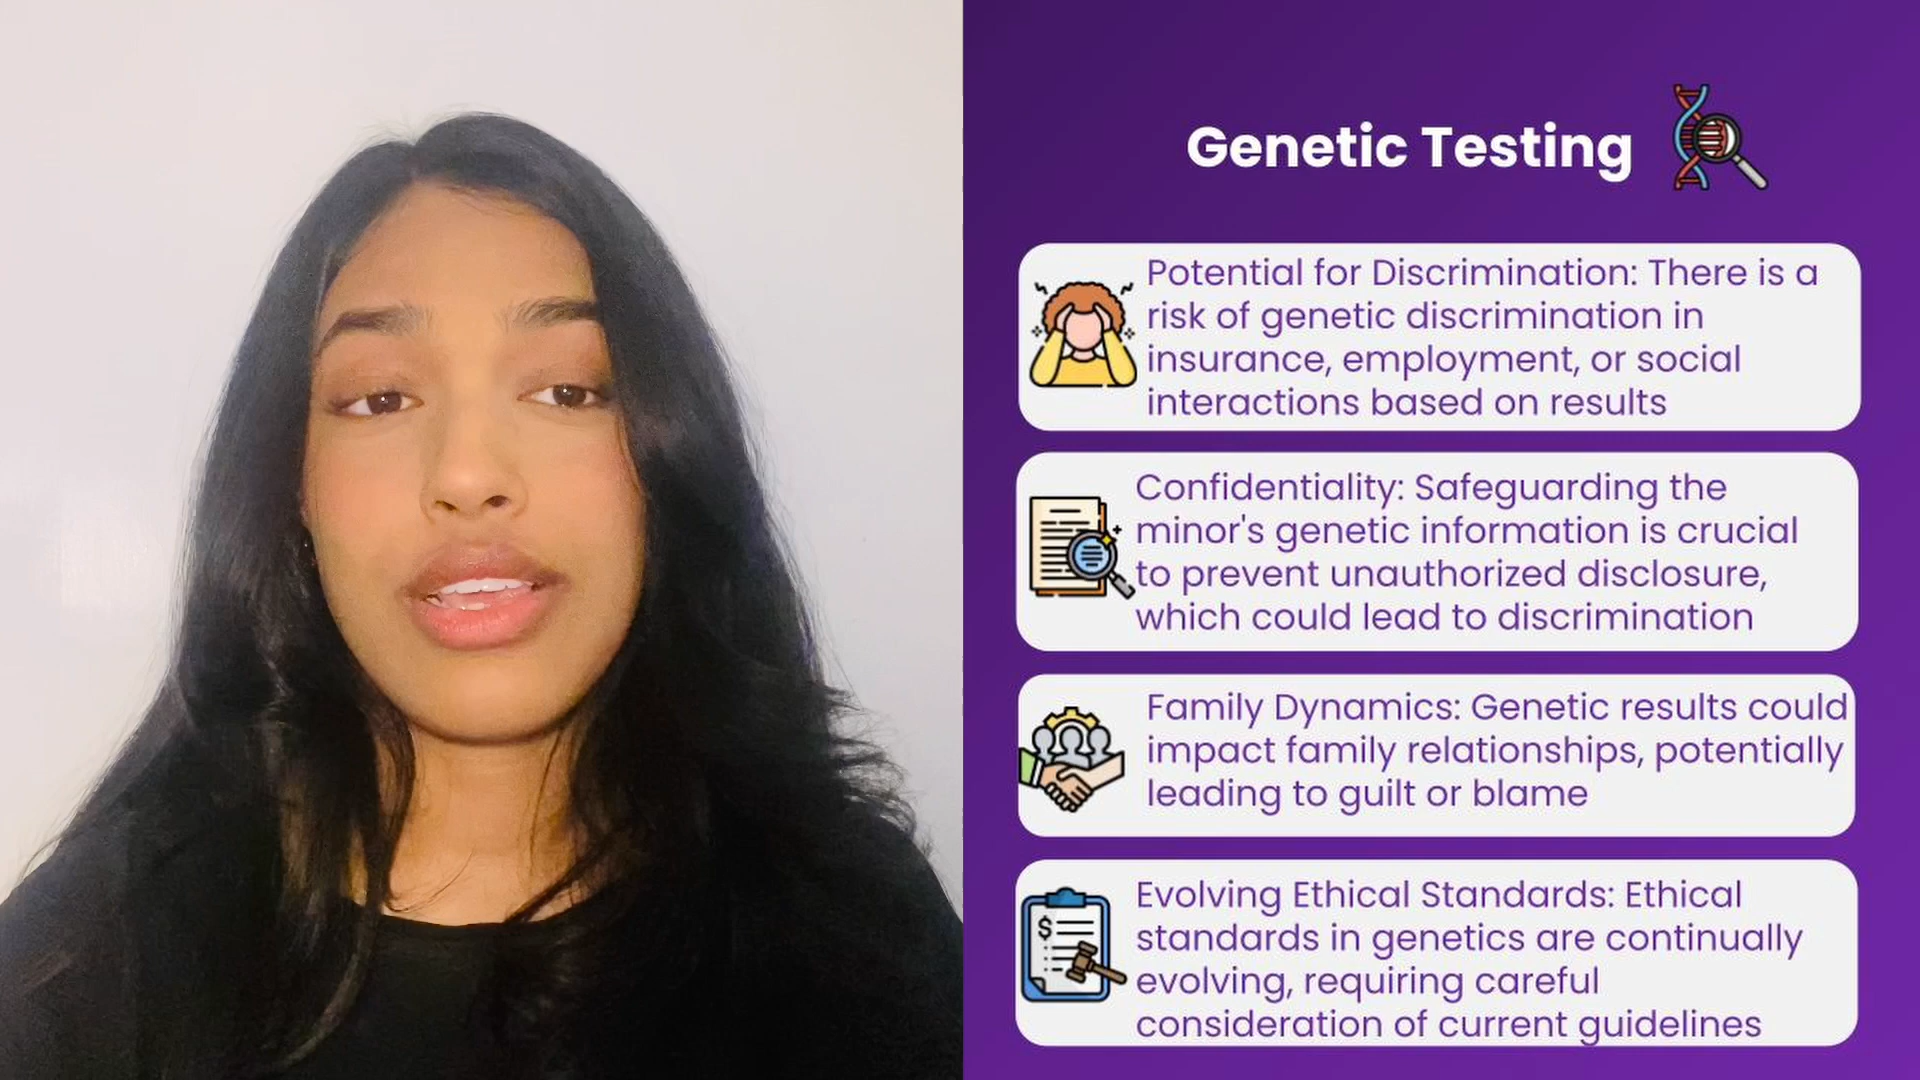 Genetic Testing
Potential for Discrimination: There is a
risk of genetic discrimination in
insurance, employment, or social
interactions based on results
Confidentiality: Safeguarding the
minor's genetic information is crucial
to prevent unauthorized disclosure,
which could lead to discrimination
Family Dynamics: Genetic results could
impact family relationships, potentially
leading to guilt or blame
$
Evolving Ethical Standards: Ethical
standards in genetics are continually
evolving, requiring careful
consideration of current guidelines